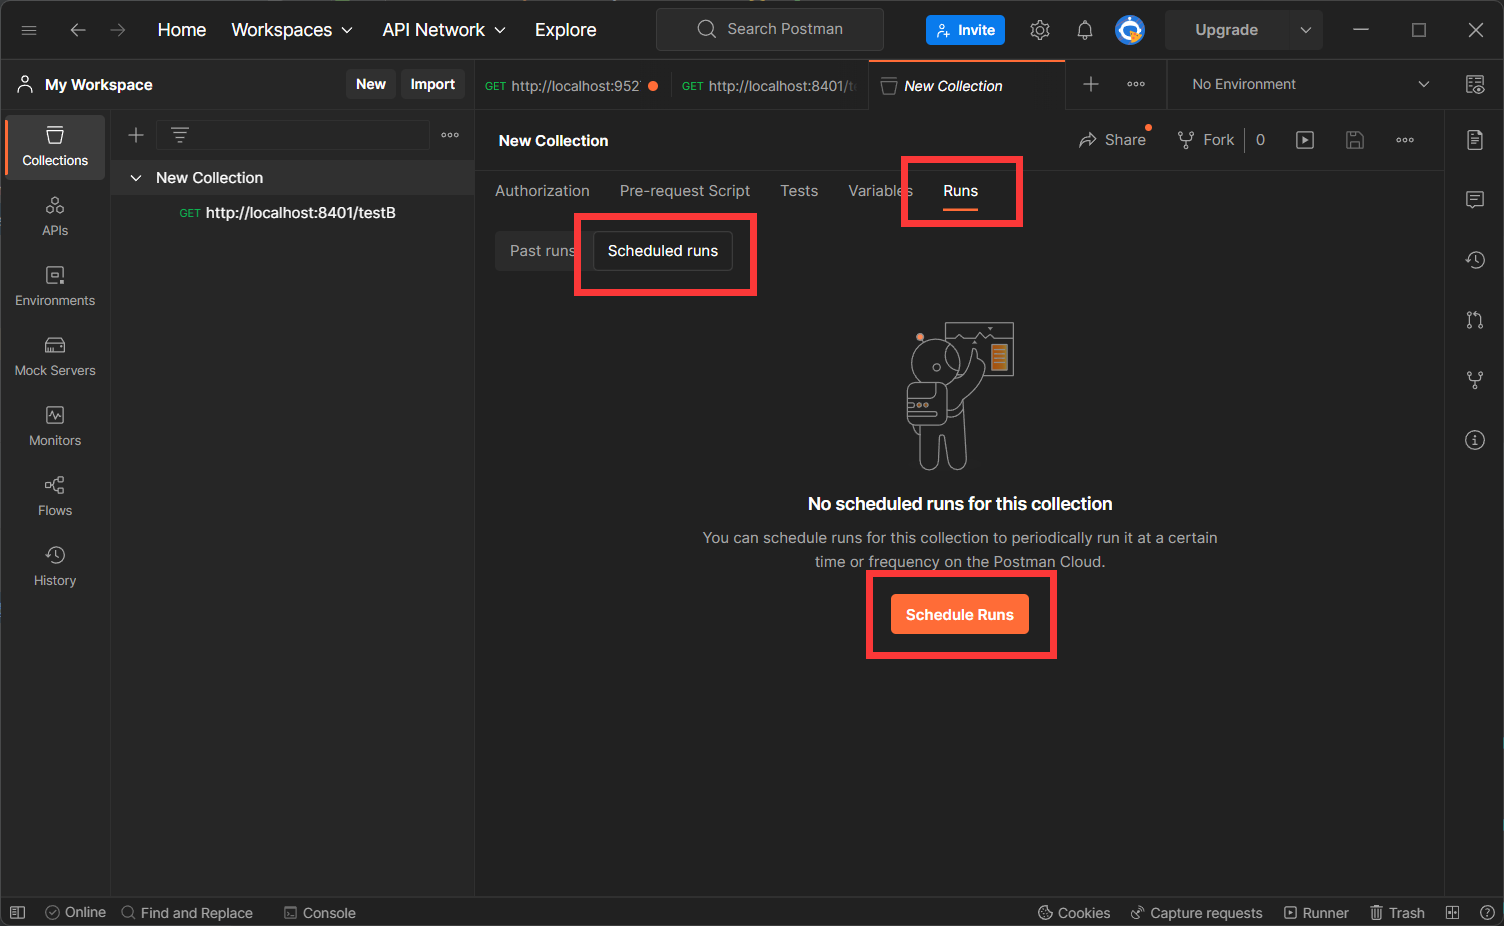 Home Workspaces API Network Explore Search Postman Invite Upgrade
My Workspace New Import GET http://localhost:952 GET http://localhost:8401/t New Collection No Environment
Collections
APIs
Environments
Mock Servers
Monitors
Flows
History
New Collection
GET http://localhost:8401/testB
New Collection Share Fork 0
Authorization Pre-request Script Tests Variables Runs
Past runs Scheduled runs
No scheduled runs for this collection
You can schedule runs for this collection to periodically run it at a certain
time or frequency on the Postman Cloud.
Schedule Runs
Online Find and Replace Console Cookies Capture requests Runner Trash